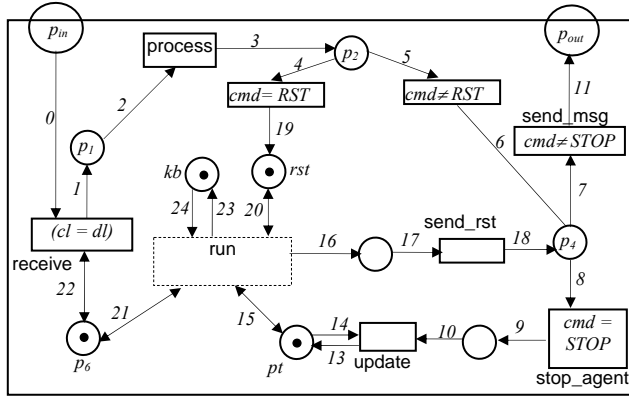 p_in
process
3
p_2
5
p_out
4
11
2
cmd= RST
cmd≠RST
send_msg
0
19
cmd≠STOP
p_1
6
kb
rst
1
7
24
23
20
send_rst
(cl = dl)
run
16
17
18
p_4
receive
8
22
21
15
14
10
9
cmd =
STOP
13
p_6
pt
update
stop_agent